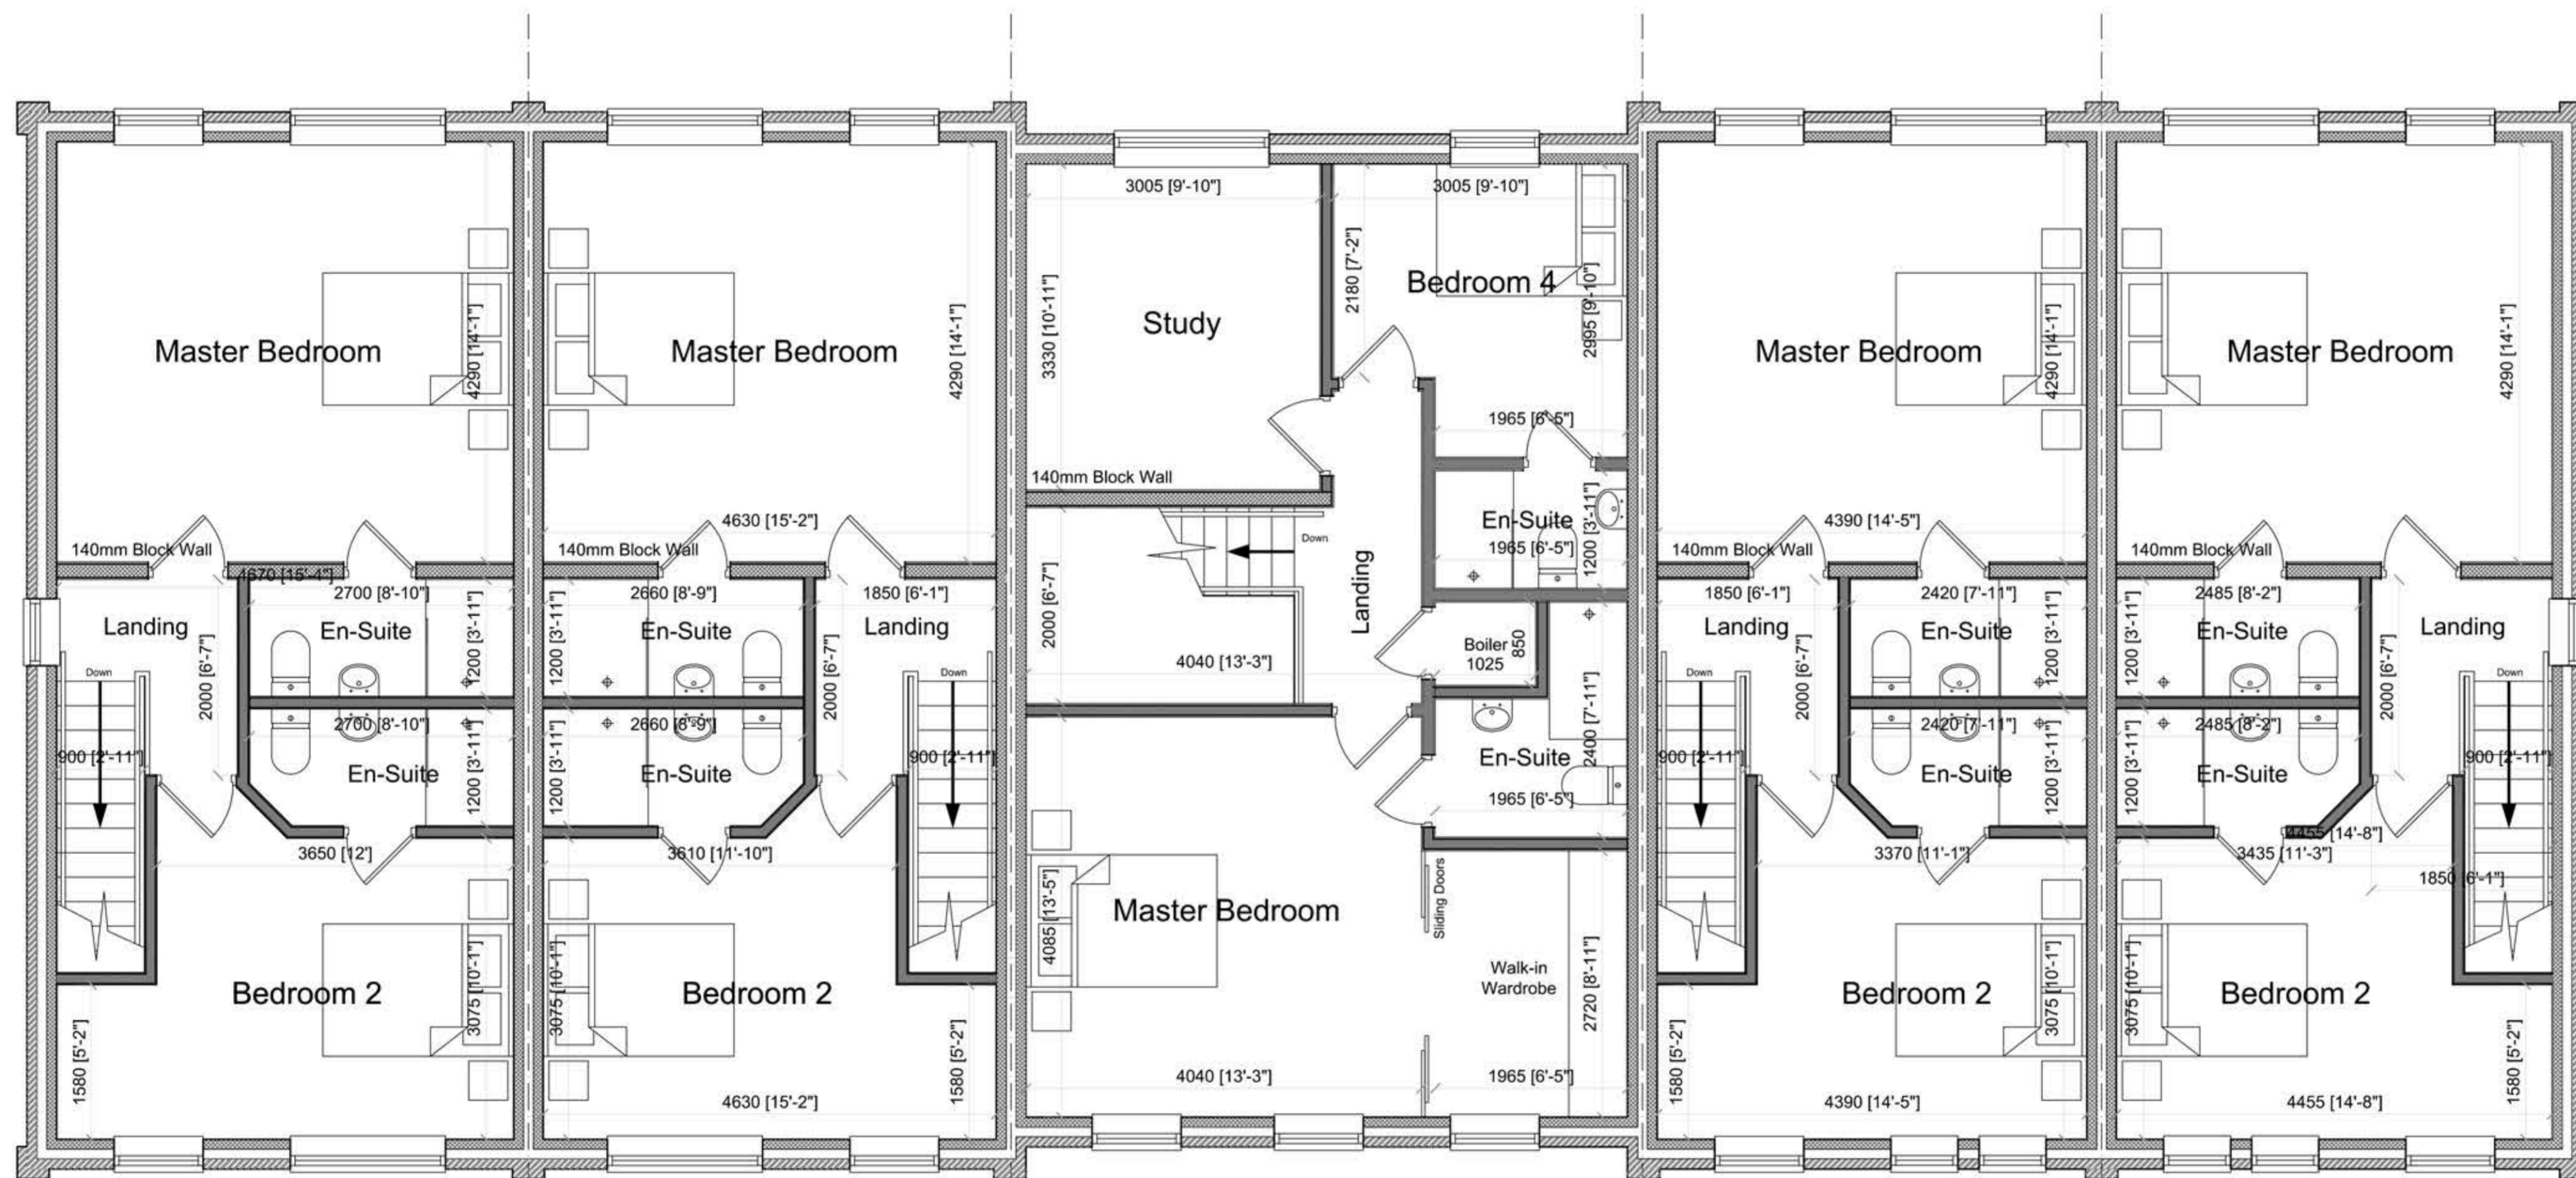 3005 [9'-10"]
3005 [9'-10"]
3330 [10'-11"]
2180 [7'-2"]
2995 [9'-10"]
Study
Bedroom 4
Master Bedroom
4290 [14'-1"]
Master Bedroom
4290 [14'-1"]
Master Bedroom
4290 [14'-1"]
Master Bedroom
4290 [14'-1"]
1965 [6'-5"]
140mm Block Wall
4630 [15'-2"]
4390 [14'-5"]
140mm Block Wall
140mm Block Wall
140mm Block Wall
140mm Block Wall
4670 [15'-4"]
En-Suite
1965 [6'-5"]
1200 [3'-11"]
Down
Landing
2000 [6'-7"]
4040 [13'-3"]
Boiler
1025
850
2700 [8'-10"]
2660 [8'-9"]
1850 [6'-1"]
1850 [6'-1"]
2420 [7'-11"]
2485 [8'-2"]
Landing
En-Suite
1200 [3'-11"]
1200 [3'-11"]
En-Suite
Landing
Landing
En-Suite
1200 [3'-11"]
1200 [3'-11"]
En-Suite
Landing
Down
2000 [6'-7"]
2000 [6'-7"]
Down
Down
2000 [6'-7"]
2000 [6'-7"]
Down
2700 [8'-10"]
2660 [8'-9"]
2420 [7'-11"]
2485 [8'-2"]
900 [2'-11"]
En-Suite
1200 [3'-11"]
1200 [3'-11"]
En-Suite
900 [2'-11"]
En-Suite
2400 [7'-11"]
1965 [6'-5"]
900 [2'-11"]
En-Suite
1200 [3'-11"]
1200 [3'-11"]
En-Suite
900 [2'-11"]
3650 [12']
3610 [11'-10"]
3370 [11'-1"]
4455 [14'-8"]
3435 [11'-3"]
1850 [6'-1"]
Master Bedroom
4085 [13'-5"]
Sliding Doors
Walk-in
Wardrobe
2720 [8'-11"]
Bedroom 2
3075 [10'-1"]
3075 [10'-1"]
Bedroom 2
Bedroom 2
3075 [10'-1"]
3075 [10'-1"]
Bedroom 2
1580 [5'-2"]
1580 [5'-2"]
1580 [5'-2"]
1580 [5'-2"]
4040 [13'-3"]
1965 [6'-5"]
4630 [15'-2"]
4390 [14'-5"]
4455 [14'-8"]